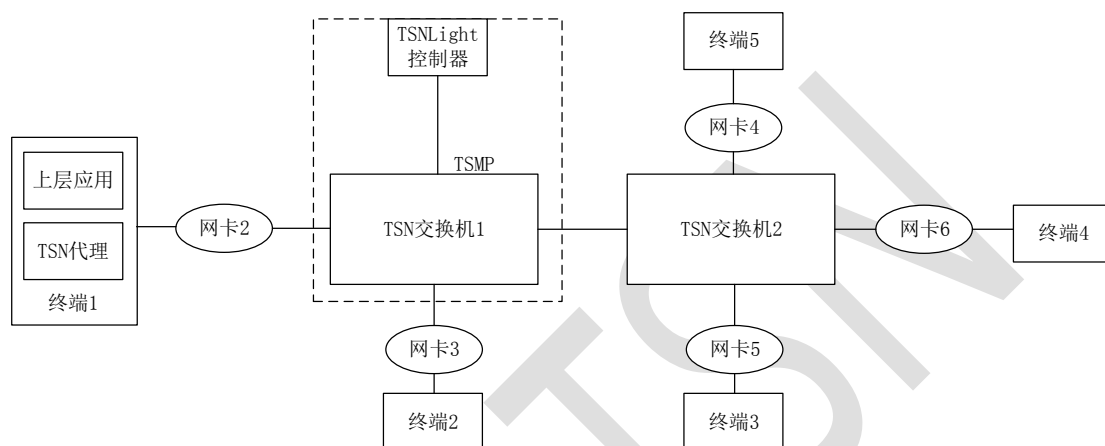 TSNLight
控制器
终端5
网卡4
TSMP
上层应用
TSN代理
终端1
网卡2
TSN交换机1
TSN交换机2
网卡6
终端4
网卡3
网卡5
终端2
终端3
TSN